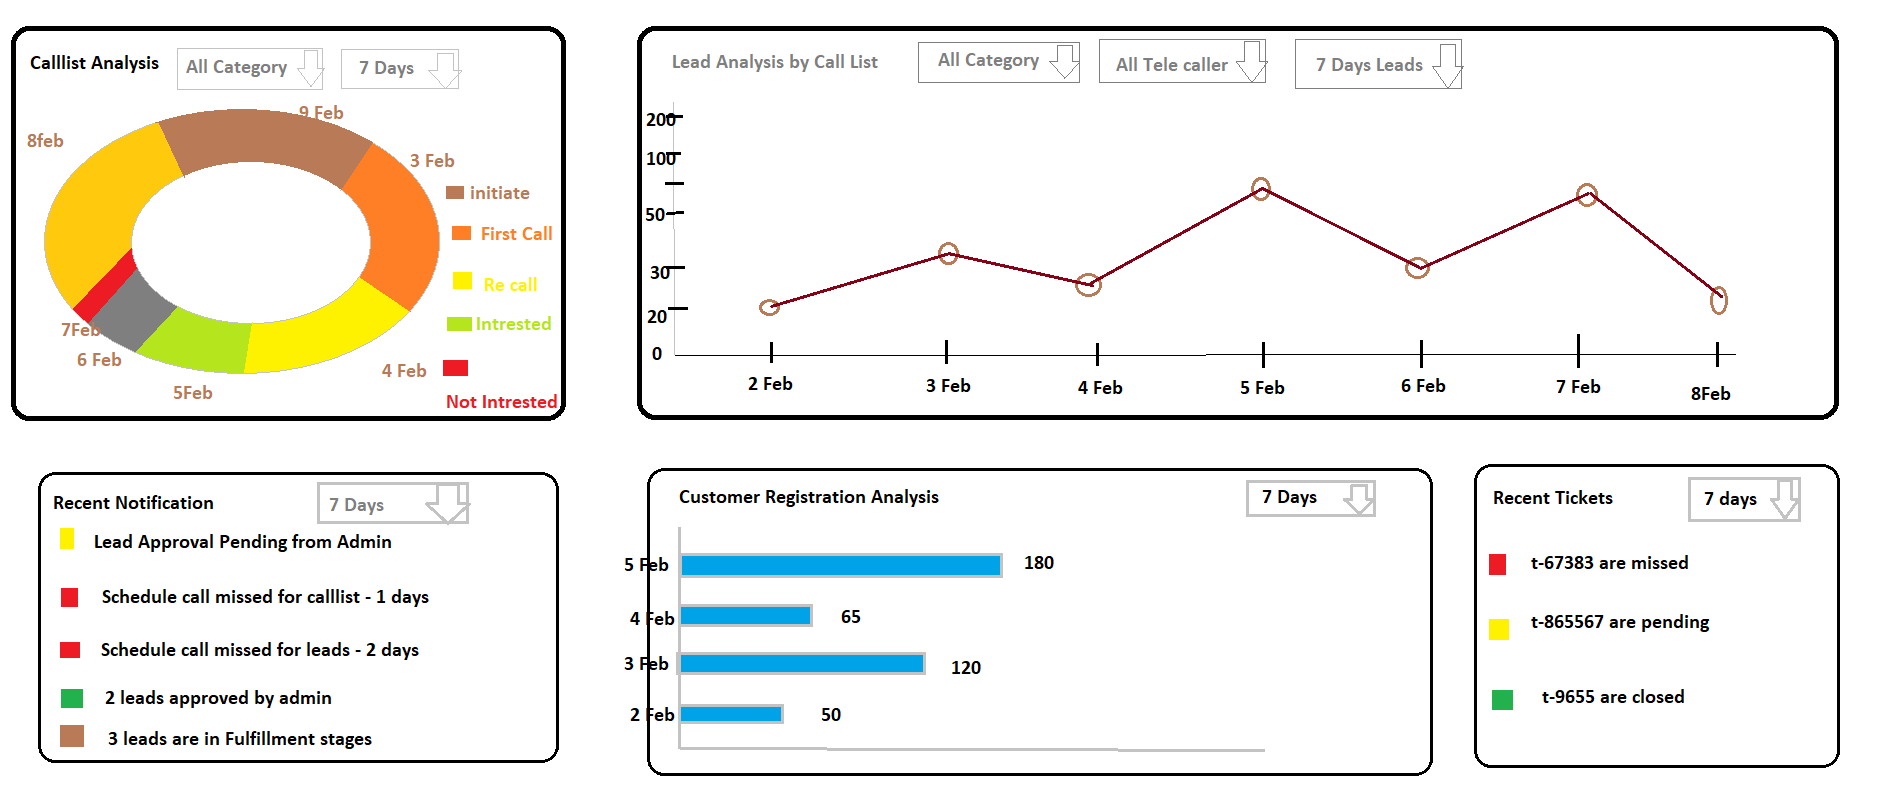 Calllist Analysis
All Category
7 Days
9 Feb
8feb
3 Feb
initiate
First Call
Re call
Intrested
7Feb
6 Feb
4 Feb
5Feb
Not Intrested
Lead Analysis by Call List
All Category
All Tele caller
7 Days Leads
200
100
50
30
20
0
2 Feb
3 Feb
4 Feb
5 Feb
6 Feb
7 Feb
8Feb
Recent Notification
7 Days
Lead Approval Pending from Admin
Schedule call missed for calllist - 1 days
Schedule call missed for leads - 2 days
2 leads approved by admin
3 leads are in Fulfillment stages
Customer Registration Analysis
7 Days
5 Feb
180
4 Feb
65
3 Feb
120
2 Feb
50
Recent Tickets
7 days
t-67383 are missed
t-865567 are pending
t-9655 are closed